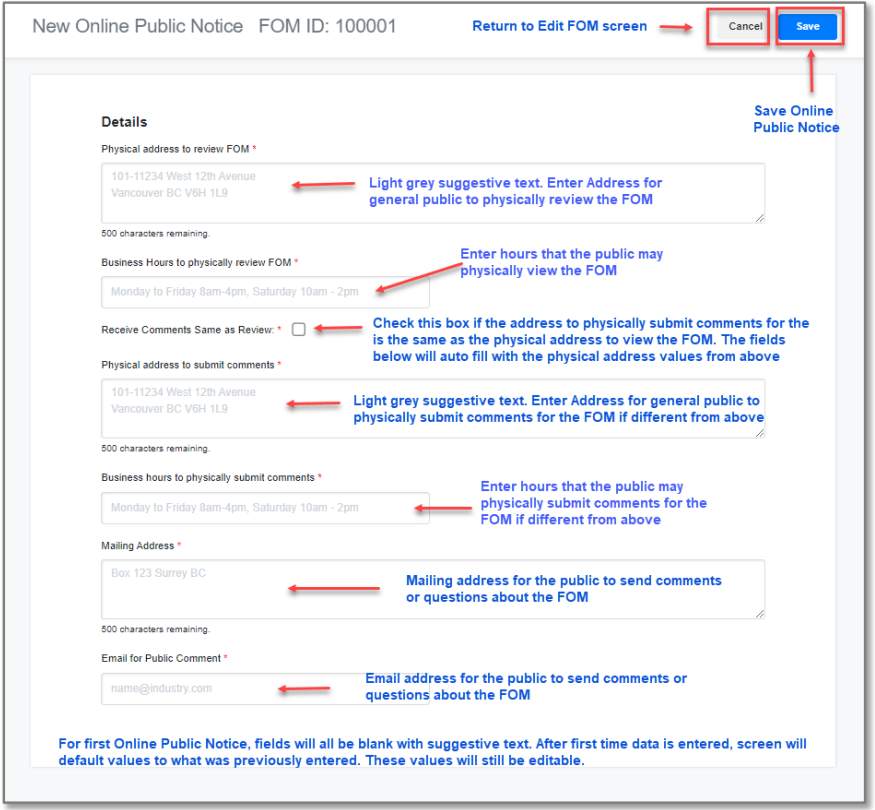 New Online Public Notice FOM ID: 100001
Return to Edit FOM screen
Cancel
Save
Save Online
Public Notice
Details
Physical address to review FOM *
101-11234 West 12th Avenue
Vancouver BC V6H 1L9
Light grey suggestive text. Enter Address for
general public to physically review the FOM
500 characters remaining.
Business Hours to physically review FOM *
Enter hours that the public may
physically view the FOM
Monday to Friday 8am-4pm, Saturday 10am - 2pm
Receive Comments Same as Review: *
Check this box if the address to physically submit comments for the
is the same as the physical address to view the FOM. The fields
below will auto fill with the physical address values from above
Physical address to submit comments *
101-11234 West 12th Avenue
Vancouver BC V6H 1L9
Light grey suggestive text. Enter Address for general public to
physically submit comments for the FOM if different from above
500 characters remaining.
Business hours to physically submit comments *
Monday to Friday 8am-4pm, Saturday 10am - 2pm
Enter hours that the public may
physically submit comments for the
FOM if different from above
Mailing Address *
Box 123 Surrey BC
Mailing address for the public to send comments
or questions about the FOM
500 characters remaining.
Email for Public Comment *
name@industry.com
Email address for the public to send comments or
questions about the FOM
For first Online Public Notice, fields will all be blank with suggestive text. After first time data is entered, screen will
default values to what was previously entered. These values will still be editable.